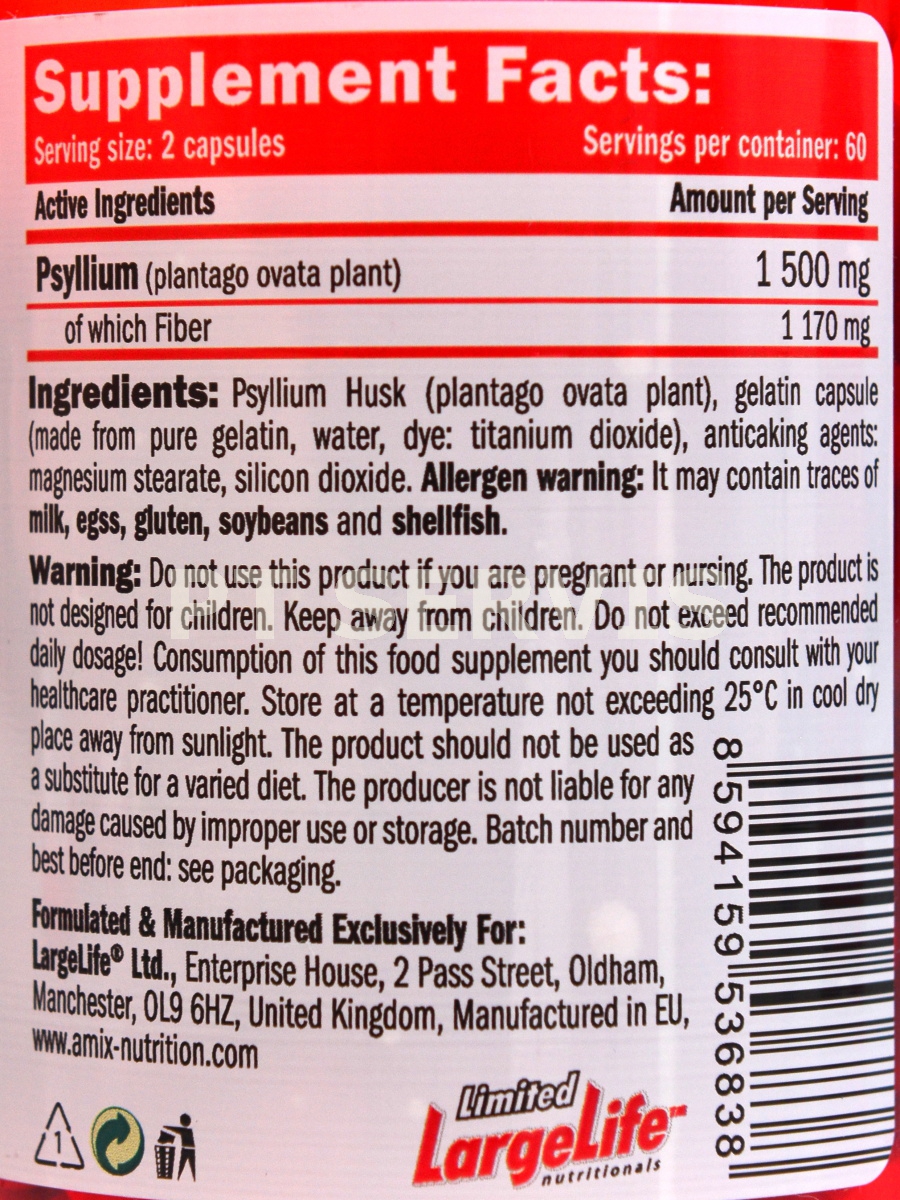 Supplement Facts:
Serving size: 2 capsules Servings per container: 60
Active Ingredients Amount per Serving
Psyllium (plantago ovata plant) 1 500 mg
of which Fiber 1 170 mg
Ingredients: Psyllium Husk (plantago ovata plant), gelatin capsule
(made from pure gelatin, water, dye: titanium dioxide), anticaking agents:
magnesium stearate, silicon dioxide. Allergen warning: It may contain traces of
milk, egss, gluten, soybeans and shellfish.
Warning: Do not use this product if you are pregnant or nursing. The product is
not designed for children. Keep away from children. Do not exceed recommended
daily dosage! Consumption of this food supplement you should consult with your
healthcare practitioner. Store at a temperature not exceeding 25°C in cool dry
place away from sunlight. The product should not be used as
a substitute for a varied diet. The producer is not liable for any
damage caused by improper use or storage. Batch number and
best before end: see packaging.
Formulated & Manufactured Exclusively For:
LargeLife® Ltd., Enterprise House, 2 Pass Street, Oldham,
Manchester, OL9 6HZ, United Kingdom, Manufactured in EU,
www.amix-nutrition.com
8 594159 536838
1
Limited
LargeLife™
nutritionals
FIT SERVIS